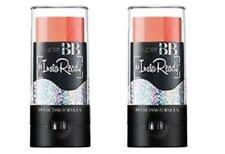 super BB
InstaReady
PHYSICIANS FORMULA
super BB
InstaReady
PHYSICIANS FORMULA